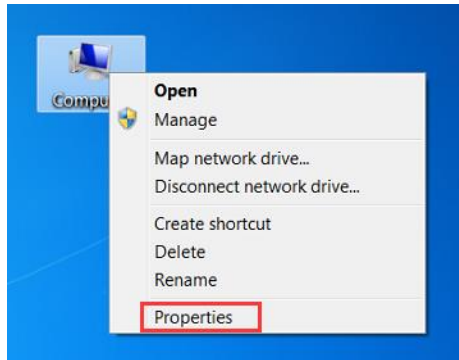 Compu
Open
Manage
Map network drive...
Disconnect network drive...
Create shortcut
Delete
Rename
Properties